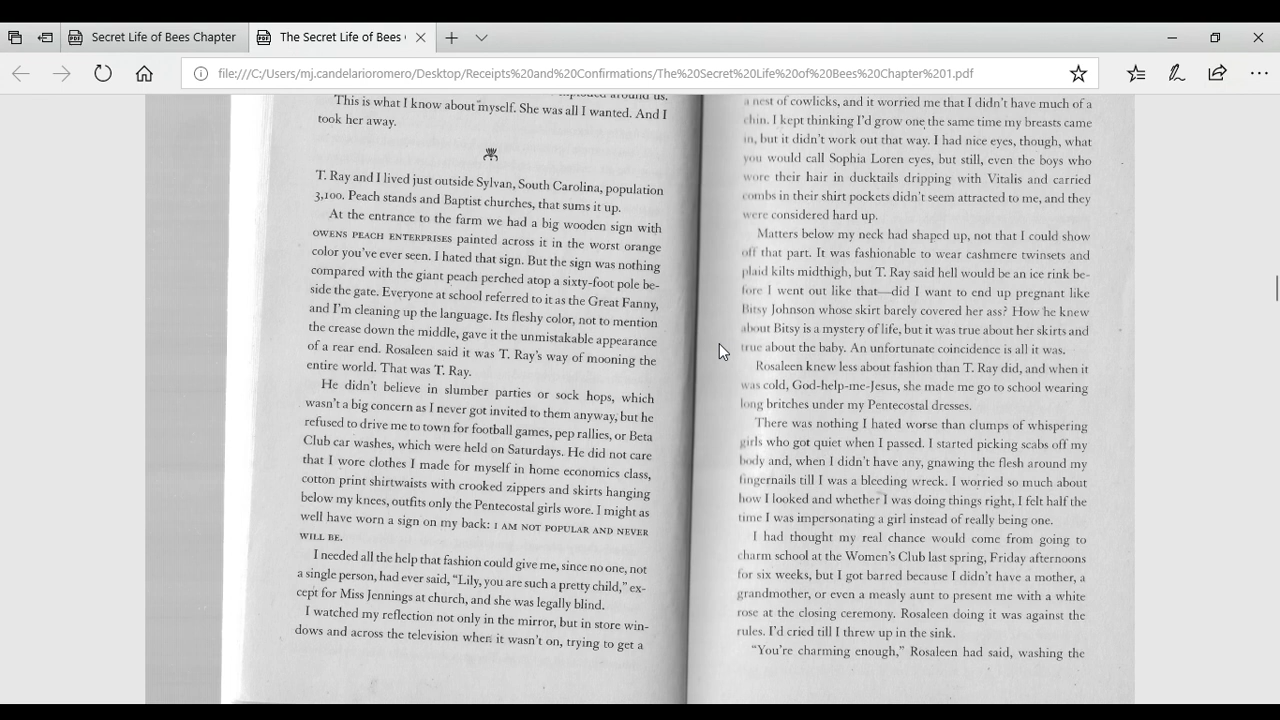 Secret Life of Bees Chapter
The Secret Life of Bees
file:///C:/Users/mj.candelarioromero/Desktop/Receipts%20and%20Confirmations/The%20Secret%20Life%20of%20Bees%20Chapter%201.pdf
around us.
This is what I know about myself. She was all I wanted. And I
took her away.
T. Ray and I lived just outside Sylvan, South Carolina, population
3,100. Peach stands and Baptist churches, that sums it up.
At the entrance to the farm we had a big wooden sign with
OWENS PEACH ENTERPRISES painted across it in the worst orange
color you've ever seen. I hated that sign. But the sign was nothing
compared with the giant peach perched atop a sixty-foot pole be-
side the gate. Everyone at school referred to it as the Great Fanny,
and I'm cleaning up the language. Its fleshy color, not to mention
the crease down the middle, gave it the unmistakable appearance
of a rear end. Rosaleen said it was T. Ray's way of mooning the
entire world. That was T. Ray.
He didn't believe in slumber parties or sock hops, which
wasn't a big concern as I never got invited to them anyway, but he
refused to drive me to town for football games, pep rallies, or Beta
Club car washes, which were held on Saturdays. He did not care
that I wore clothes I made for myself in home economics class,
cotton print shirtwaists with crooked zippers and skirts hanging
below my knees, outfits only the Pentecostal girls wore. I might as
well have worn a sign on my back: I AM NOT POPULAR AND NEVER
WILL BE.
I needed all the help that fashion could give me, since no one, not
a single person, had ever said, "Lily, you are such a pretty child," ex-
cept for Miss Jennings at church, and she was legally blind.
I watched my reflection not only in the mirror, but in store win-
dows and across the television when it wasn't on, trying to get a
a nest of cowlicks, and it worried me that I didn't have much of a
chin. I kept thinking I'd grow one the same time my breasts came
in, but it didn't work out that way. I had nice eyes, though, what
you would call Sophia Loren eyes, but still, even the boys who
wore their hair in ducktails dripping with Vitalis and carried
combs in their shirt pockets didn't seem attracted to me, and they
were considered hard up.
Matters below my neck had shaped up, not that I could show
off that part. It was fashionable to wear cashmere twinsets and
plaid kilts midthigh, but T. Ray said hell would be an ice rink be-
fore I went out like that—did I want to end up pregnant like
Bitsy Johnson whose skirt barely covered her ass? How he knew
about Bitsy is a mystery of life, but it was true about her skirts and
true about the baby. An unfortunate coincidence is all it was.
Rosaleen knew less about fashion than T. Ray did, and when it
was cold, God-help-me-Jesus, she made me go to school wearing
long britches under my Pentecostal dresses.
There was nothing I hated worse than clumps of whispering
girls who got quiet when I passed. I started picking scabs off my
body and, when I didn't have any, gnawing the flesh around my
fingernails till I was a bleeding wreck. I worried so much about
how I looked and whether I was doing things right, I felt half the
time I was impersonating a girl instead of really being one.
I had thought my real chance would come from going to
charm school at the Women's Club last spring, Friday afternoons
for six weeks, but I got barred because I didn't have a mother, a
grandmother, or even a measly aunt to present me with a white
rose at the closing ceremony. Rosaleen doing it was against the
rules. I'd cried till I threw up in the sink.
"You're charming enough," Rosaleen had said, washing the